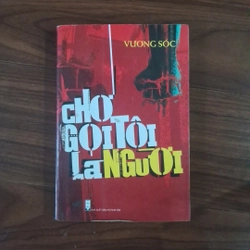 VƯƠNG SÓC
CHỚ
GỌI TÔI
Là NGƯỜI